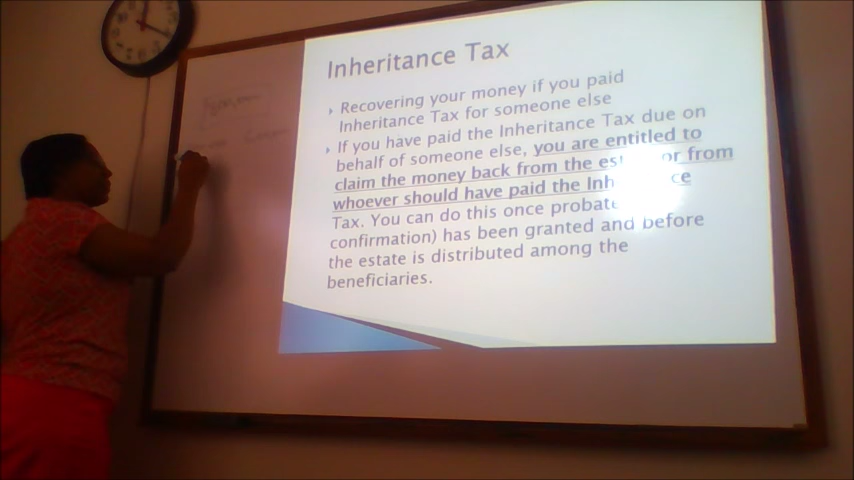 Inheritance Tax
Recovering your money if you paid
Inheritance Tax for someone else
If you have paid the Inheritance Tax due on
behalf of someone else, you are entitled to
claim the money back from the or from
whoever should have paid the
Tax. You can do this once probate
confirmation) has been granted and before
the estate is distributed among the
beneficiaries.